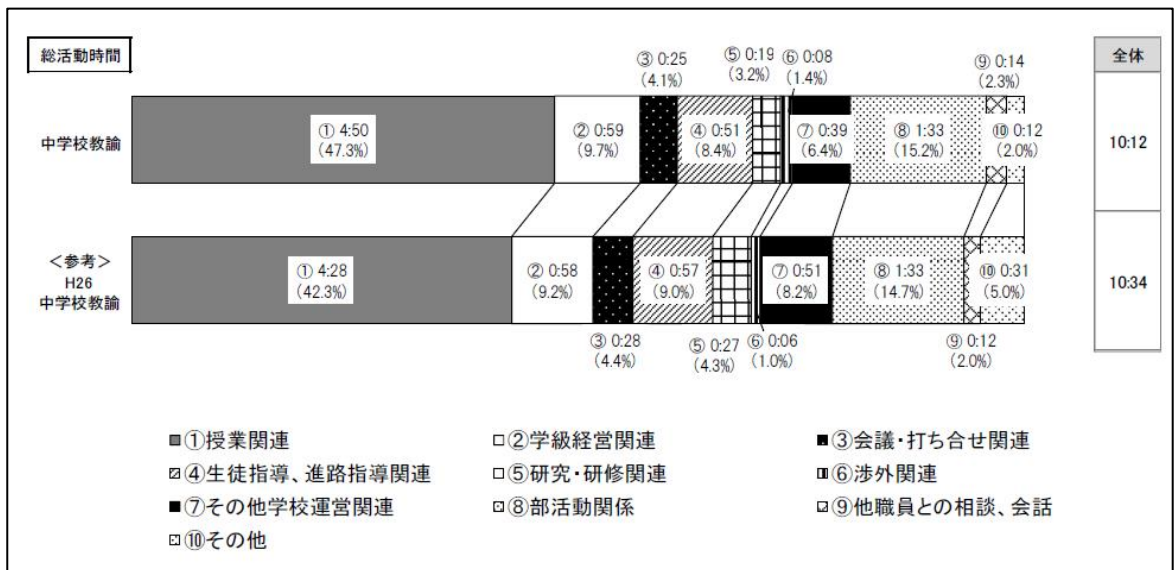 総活動時間
全体
③ 0:25
(4.1%)
⑤ 0:19
(3.2%)
⑥ 0:08
(1.4%)
⑨ 0:14
(2.3%)
中学校教諭
① 4:50
(47.3%)
② 0:59
(9.7%)
④ 0:51
(8.4%)
⑦ 0:39
(6.4%)
⑧ 1:33
(15.2%)
⑩ 0:12
(2.0%)
10:12
<参考>
H26
中学校教諭
① 4:28
(42.3%)
② 0:58
(9.2%)
④ 0:57
(9.0%)
⑦ 0:51
(8.2%)
⑧ 1:33
(14.7%)
⑩ 0:31
(5.0%)
10:34
③ 0:28
(4.4%)
⑤ 0:27
(4.3%)
⑥ 0:06
(1.0%)
⑨ 0:12
(2.0%)
①授業関連
②学級経営関連
③会議・打ち合せ関連
④生徒指導、進路指導関連
⑤研究・研修関連
⑥渉外関連
⑦その他学校運営関連
⑧部活動関係
⑨他職員との相談、会話
⑩その他